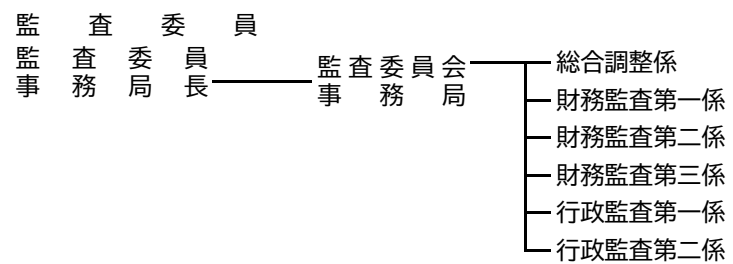 監査委員
監査委員
事務局長
監査委員会
事務局
総合調整係
財務監査第一係
財務監査第二係
財務監査第三係
行政監査第一係
行政監査第二係